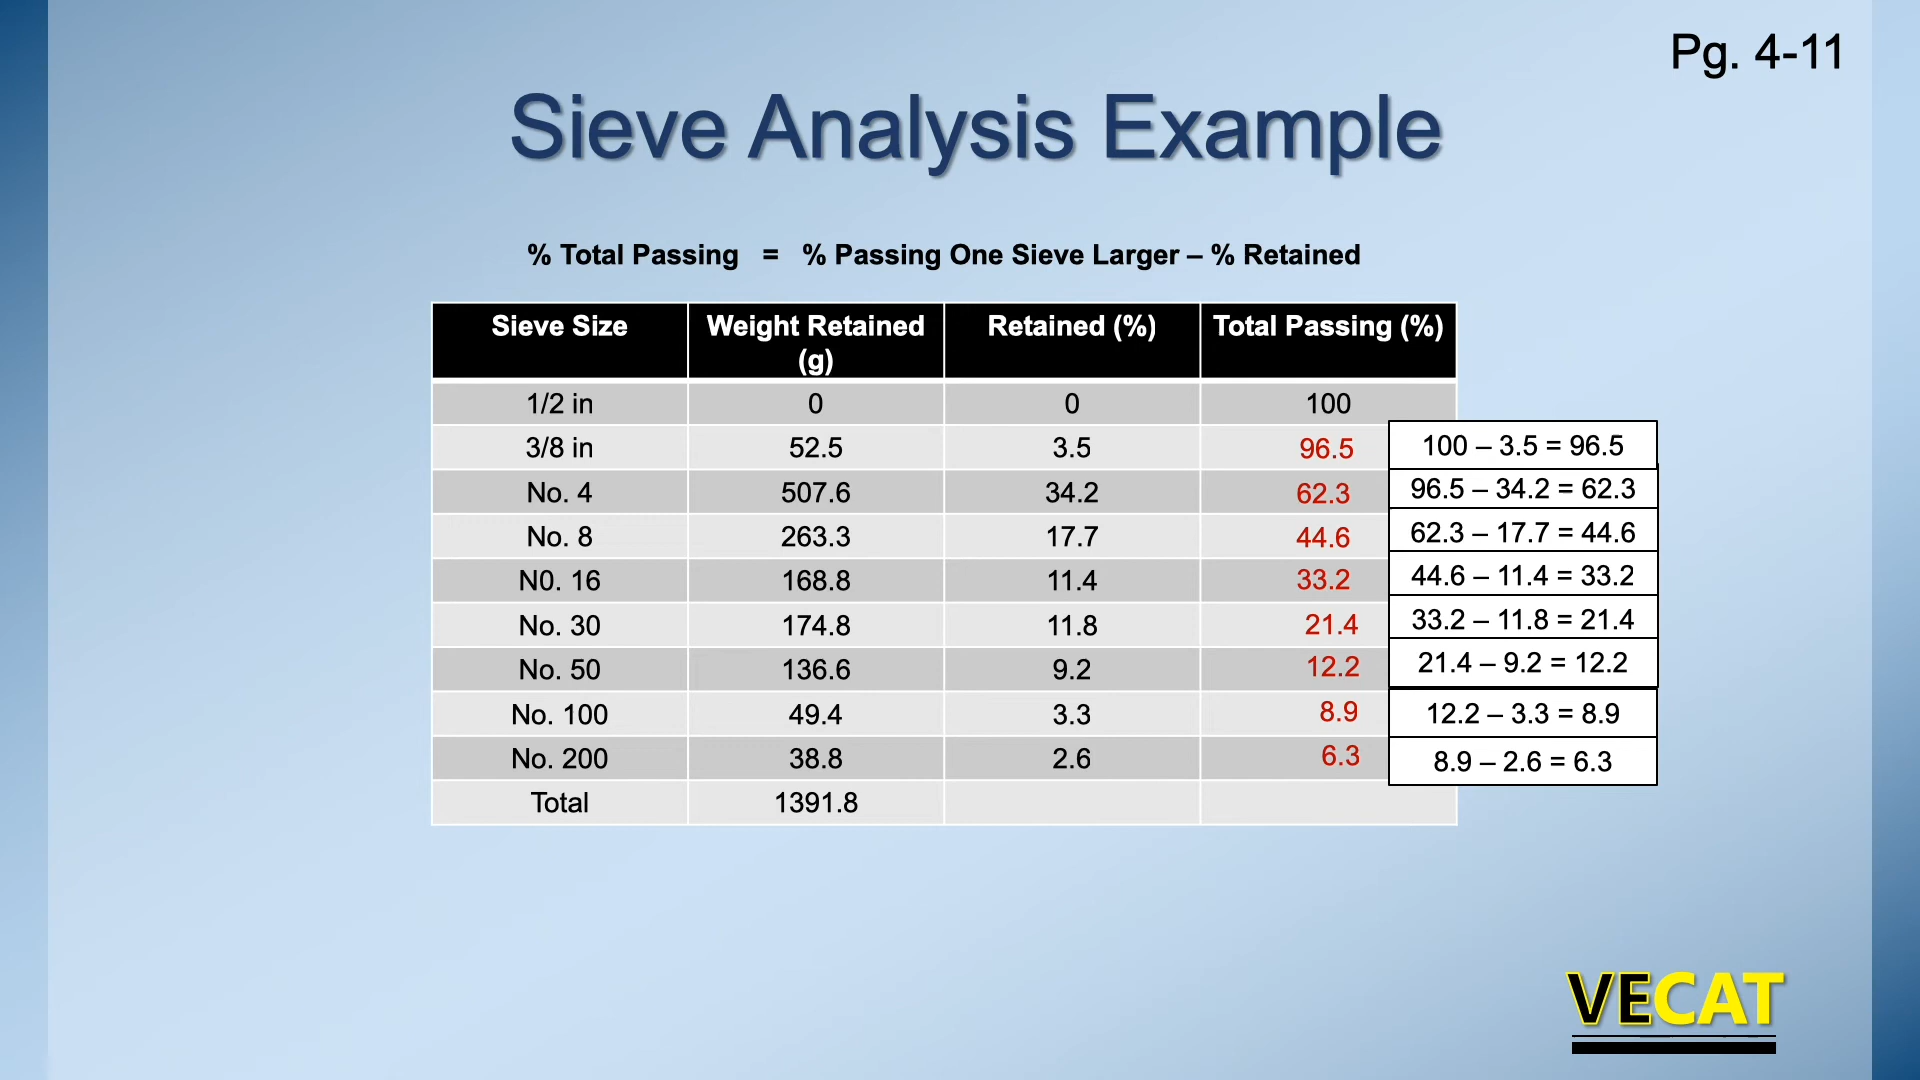 Pg. 4-11
Sieve Analysis Example
% Total Passing = % Passing One Sieve Larger – % Retained
Sieve Size Weight Retained (g) Retained (%) Total Passing (%)
1/2 in 0 0 100
3/8 in 52.5 3.5 96.5 100 – 3.5 = 96.5
No. 4 507.6 34.2 62.3 96.5 – 34.2 = 62.3
No. 8 263.3 17.7 44.6 62.3 – 17.7 = 44.6
N0. 16 168.8 11.4 33.2 44.6 – 11.4 = 33.2
No. 30 174.8 11.8 21.4 33.2 – 11.8 = 21.4
No. 50 136.6 9.2 12.2 21.4 – 9.2 = 12.2
No. 100 49.4 3.3 8.9 12.2 – 3.3 = 8.9
No. 200 38.8 2.6 6.3 8.9 – 2.6 = 6.3
Total 1391.8
VECAT